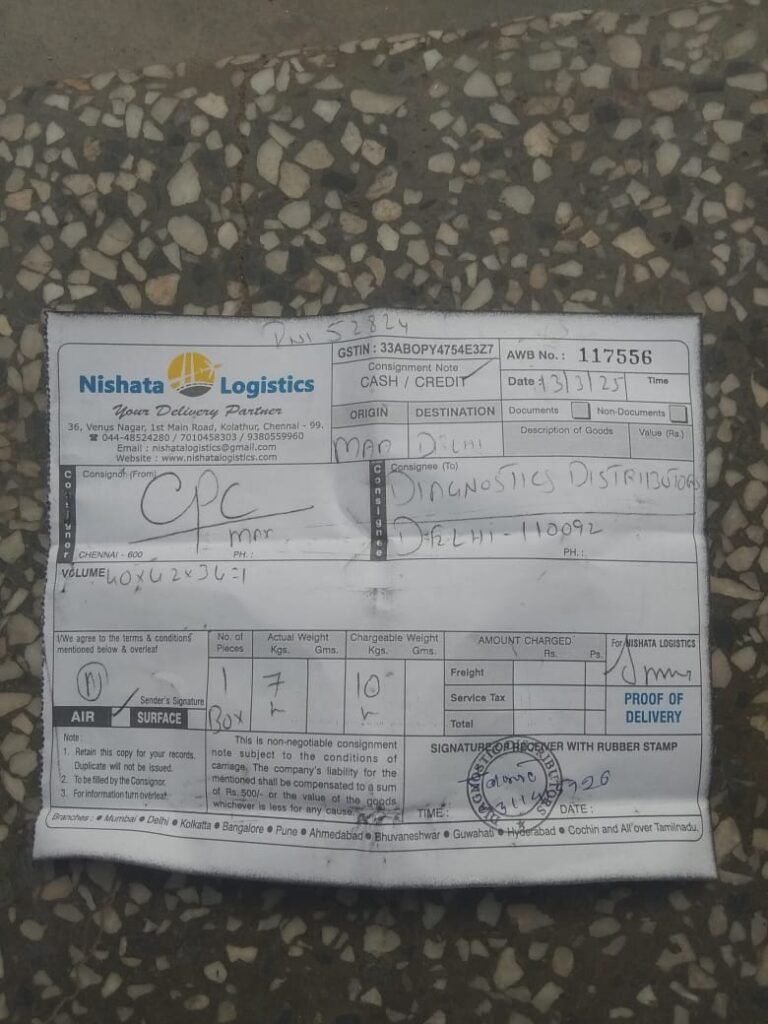 52824
Nishata Logistics
Your Delivery Partner
36, Venus Nagar, 1st Main Road, Kolathur, Chennai - 99.
☎ 044-48524280 / 7010458303 / 9380559960
Email : nishatalogistics@gmail.com
Website : www.nishatalogistics.com
GSTIN : 33ABOPY4754E3Z7
Consignment Note
CASH / CREDIT
AWB No. : 117556
Date : 13/3/25 Time
ORIGIN DESTINATION
MAA DELHI
Documents Non-Documents
Description of Goods Value (Rs.)
Consignor
Consignor (From)
CPC
MAA
CHENNAI - 600 PH. :
Consignee
Consignee (To)
DIAGNOSTICS DISTRIBUTORS
DELHI - 110092
PH. :
VOLUME 40x42x36=1
I/We agree to the terms & conditions
mentioned below & overleaf
N
Sender's Signature
AIR SURFACE
No. of Pieces
1
BOX
Actual Weight
Kgs. Gms.
7
Chargeable Weight
Kgs. Gms.
10
AMOUNT CHARGED
Rs. Ps.
Freight
Service Tax
Total
For NISHATA LOGISTICS
PROOF OF
DELIVERY
Note :
1. Retain this copy for your records.
Duplicate will not be issued.
2. To be filled by the Consignor.
3. For information turn overleaf.
This is non-negotiable consignment
note subject to the conditions of
carriage. The company's liability for the
mentioned shall be compensated to a sum
of Rs.500/- or the value of the goods
whichever is less for any cause
SIGNATURE OF RECEIVER WITH RUBBER STAMP
DIAGNOSTIC DISTRIBUTORS
TIME : DATE :
Branches : • Mumbai • Delhi • Kolkatta • Bangalore • Pune • Ahmedabad • Bhuvaneshwar • Guwahati • Hyderabad • Cochin and All over Tamilnadu.